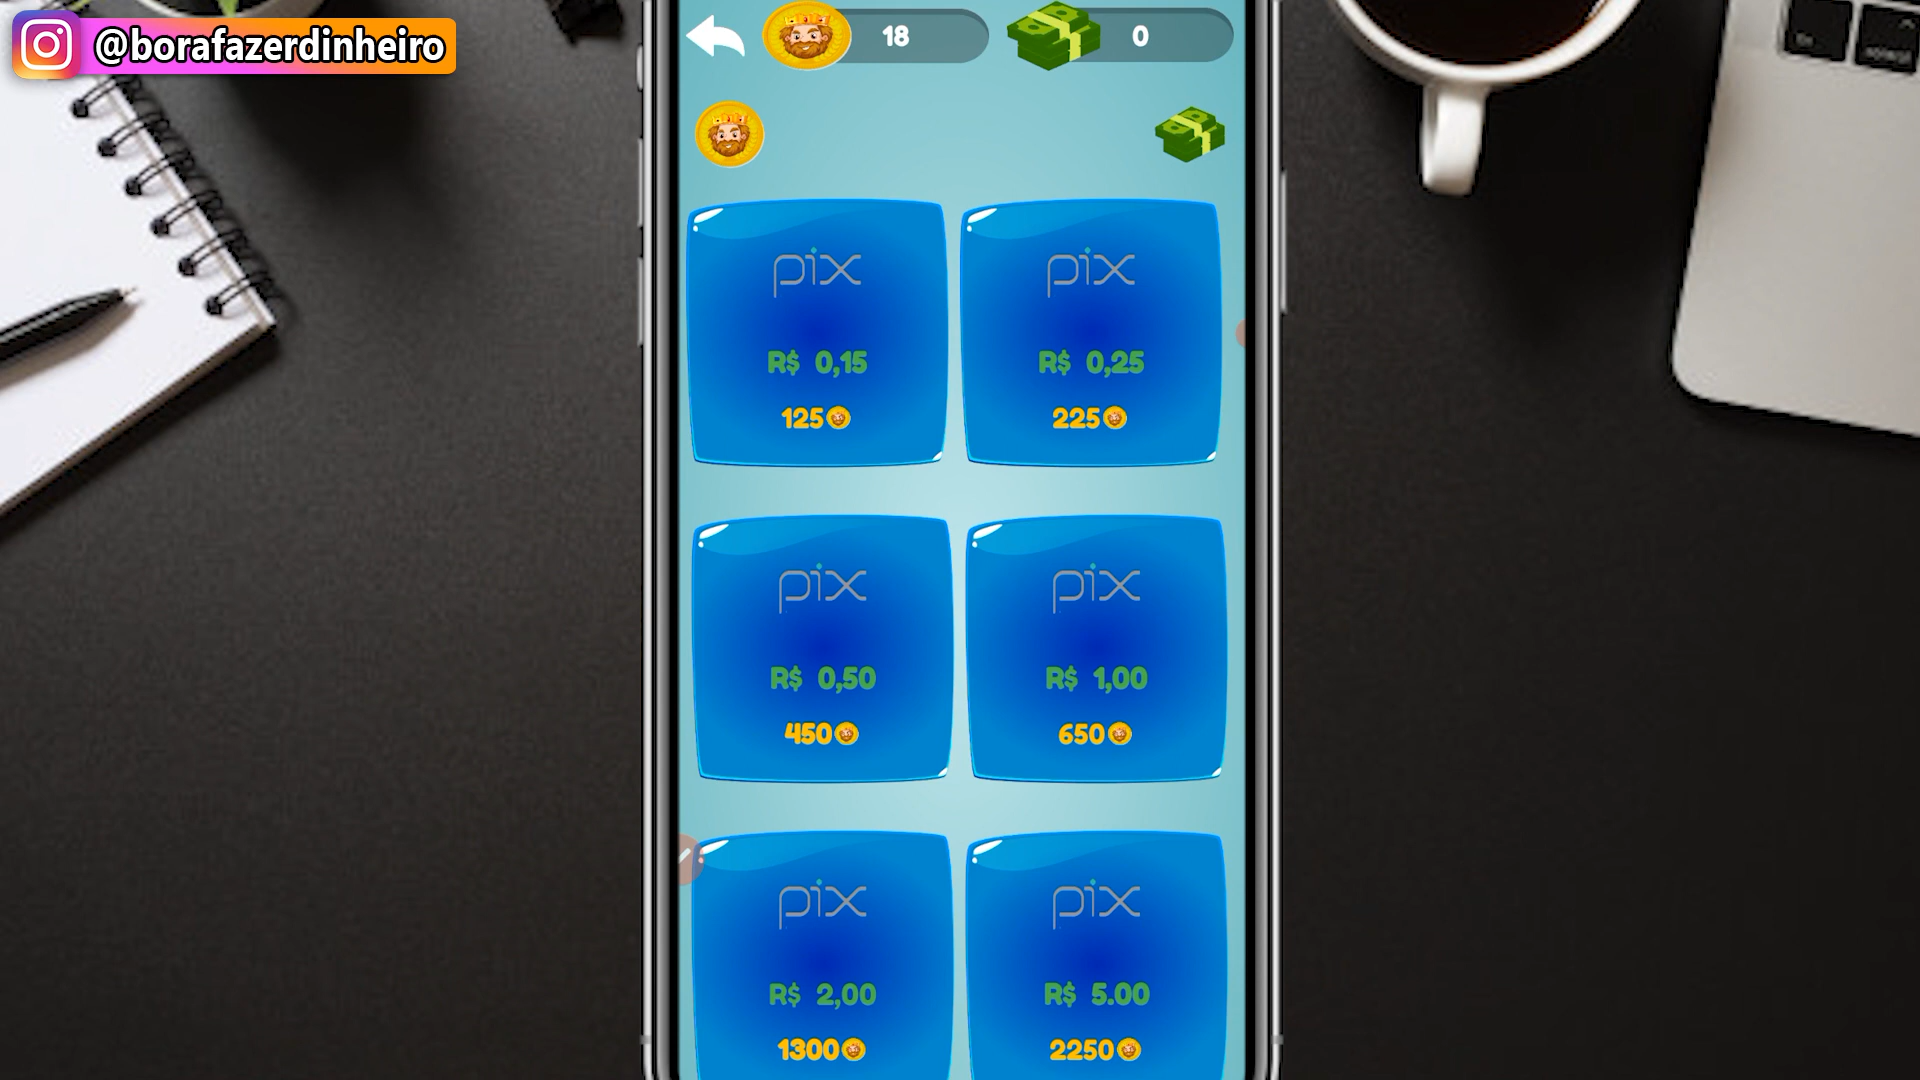 @borafazerdinheiro
18
0
pix
pix
R$ 0,15
R$ 0,25
125
225
pix
pix
R$ 0,50
R$ 1,00
450
650
pix
pix
R$ 2,00
R$ 5.00
1300
2250